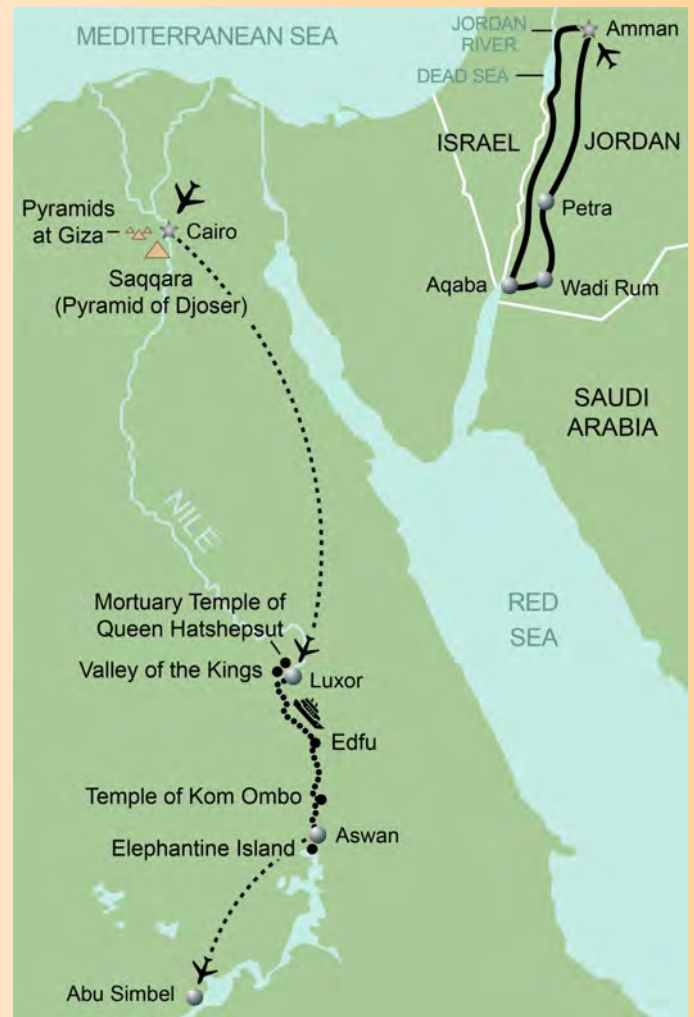 MEDITERRANEAN SEA
JORDAN
RIVER
Amman
DEAD SEA
ISRAEL
JORDAN
Petra
Pyramids
at Giza
Cairo
Saqqara
(Pyramid of Djoser)
Aqaba
Wadi Rum
SAUDI
ARABIA
NILE
RED
SEA
Mortuary Temple of
Queen Hatshepsut
Valley of the Kings
Luxor
Edfu
Temple of Kom Ombo
Aswan
Elephantine Island
Abu Simbel